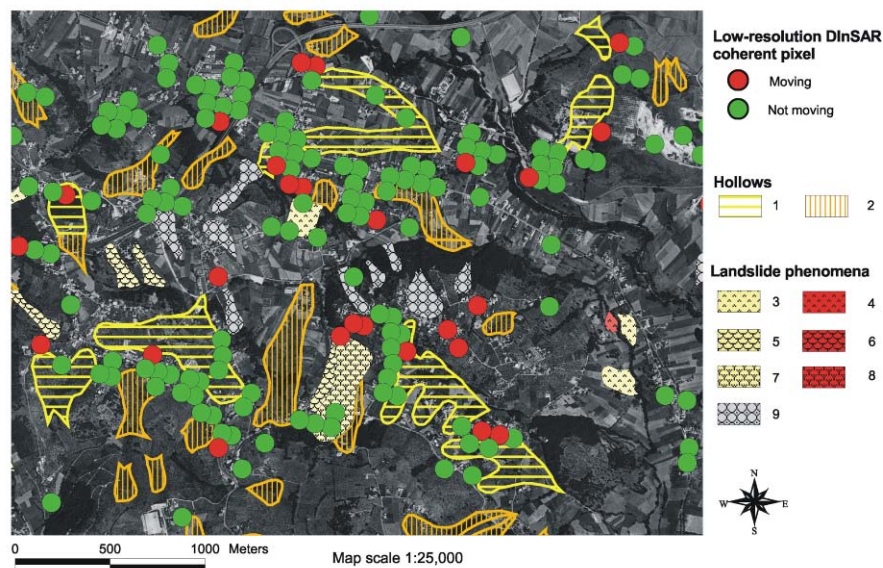 Low-resolution DInSAR
coherent pixel
Moving
Not moving
Hollows
1 2
Landslide phenomena
3 4
5 6
7 8
9
N
W E
S
0 500 1000 Meters
Map scale 1:25,000